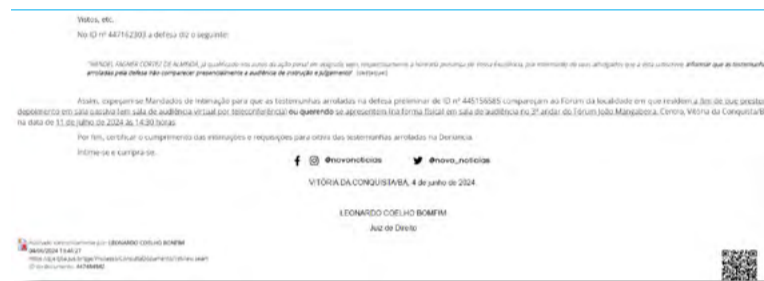 Vistos, etc.
No ID nº 447162303 a defesa diz o seguinte:
já qualificado nos autos da ação penal em epígrafe vem, respectivamente a honrada presença de Vossa Excelência, por intermédio de seus advogados que a esta subscreve, informar que as testemunhas
arroladas pela defesa não comparecer presencialmente a audiência de instrução e julgamento
Assim, expeçam-se Mandados de Intimação para que as testemunhas arroladas na defesa preliminar de ID nº 445156585 compareçam ao Fórum da localidade em que residem a fim de que prestem
depoimento em sala passiva (em sala de audiência virtual por teleconferência) ou querendo se apresentem (na forma física) em sala de audiência no 2º andar do Fórum João Mangabeira, Centro, Vitória da Conquista/B
na data de 11 de julho de 2024 às 14:30 horas.
Por fim, certificar o cumprimento das intimações e requisições para oitiva das testemunhas arroladas na Denúncia.
Intime-se e cumpra-se.
@novonoticias @novo_noticias
VITÓRIA DA CONQUISTA/BA, 4 de junho de 2024.
LEONARDO COELHO BOMFIM
Juiz de Direito
Assinado eletronicamente por: LEONARDO COELHO BOMFIM